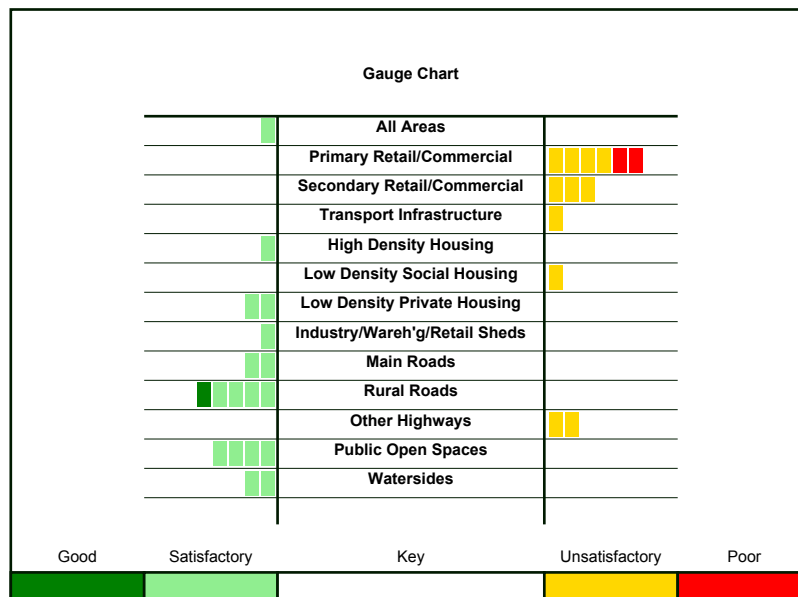 Gauge Chart
All Areas
Primary Retail/Commercial
Secondary Retail/Commercial
Transport Infrastructure
High Density Housing
Low Density Social Housing
Low Density Private Housing
Industry/Wareh'g/Retail Sheds
Main Roads
Rural Roads
Other Highways
Public Open Spaces
Watersides
Good Satisfactory Key Unsatisfactory Poor